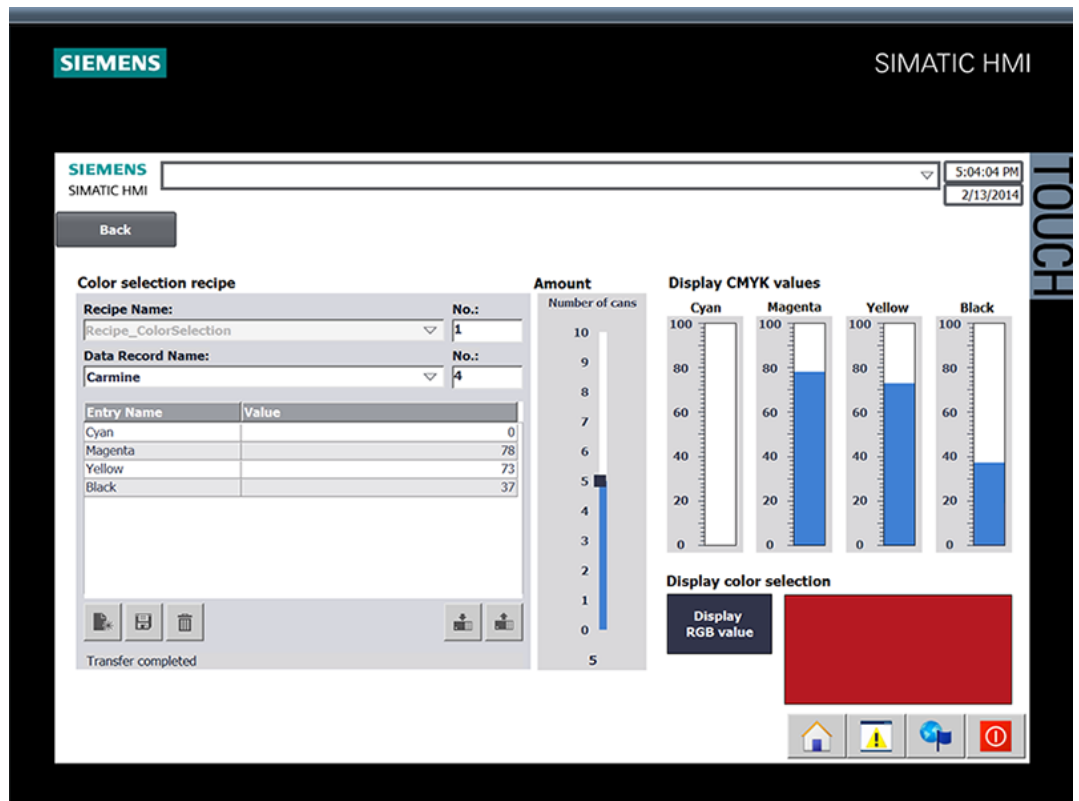 SIEMENS
SIMATIC HMI
TOUCH
SIEMENS
SIMATIC HMI
5:04:04 PM
2/13/2014
Back
Color selection recipe
Recipe Name:
No.:
Recipe_ColorSelection
1
Data Record Name:
No.:
Carmine
4
Entry Name Value
Cyan 0
Magenta 78
Yellow 73
Black 37
Transfer completed
Amount
Number of cans
10
9
8
7
6
5
4
3
2
1
0
5
Display CMYK values
Cyan Magenta Yellow Black
100 100 100 100
80 80 80 80
60 60 60 60
40 40 40 40
20 20 20 20
0 0 0 0
Display color selection
Display
RGB value